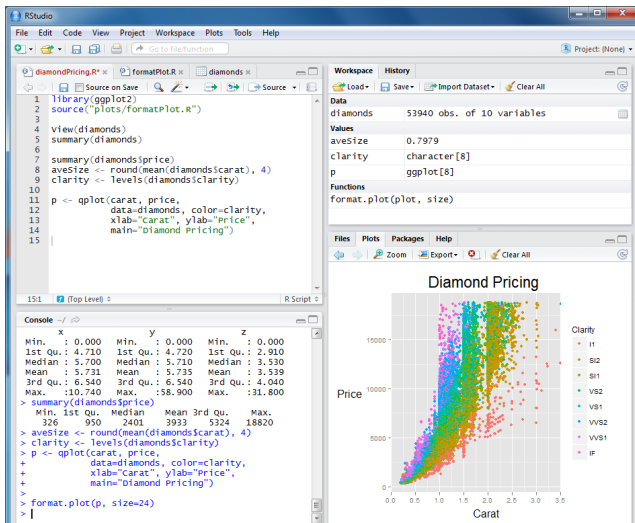 RStudio
File Edit Code View Project Workspace Plots Tools Help
Go to file/function
Project: (None)
diamondPricing.R* formatPlot.R diamonds
Source on Save Source
1 library(ggplot2)
2 source("plots/formatPlot.R")
3
4 View(diamonds)
5 summary(diamonds)
6
7 summary(diamonds$price)
8 aveSize <- round(mean(diamonds$carat), 4)
9 clarity <- levels(diamonds$clarity)
10
11 p <- qplot(carat, price,
12 data=diamonds, color=clarity,
13 xlab="Carat", ylab="Price",
14 main="Diamond Pricing")
15
15:1 (Top Level) R Script
Console ~/
x y z
Min. : 0.000 Min. : 0.000 Min. : 0.000
1st Qu.: 4.710 1st Qu.: 4.720 1st Qu.: 2.910
Median : 5.700 Median : 5.710 Median : 3.530
Mean : 5.731 Mean : 5.735 Mean : 3.539
3rd Qu.: 6.540 3rd Qu.: 6.540 3rd Qu.: 4.040
Max. :10.740 Max. :58.900 Max. :31.800
> summary(diamonds$price)
Min. 1st Qu. Median Mean 3rd Qu. Max.
326 950 2401 3933 5324 18820
> aveSize <- round(mean(diamonds$carat), 4)
> clarity <- levels(diamonds$clarity)
> p <- qplot(carat, price,
+ data=diamonds, color=clarity,
+ xlab="Carat", ylab="Price",
+ main="Diamond Pricing")
>
> format.plot(p, size=24)
>
Workspace History
Load Save Import Dataset Clear All
Data
diamonds 53940 obs. of 10 variables
Values
aveSize 0.7979
clarity character[8]
p ggplot[8]
Functions
format.plot(plot, size)
Files Plots Packages Help
Zoom Export Clear All
Diamond Pricing
Price
15000
10000
5000
0
0.0 0.5 1.0 1.5 2.0 2.5 3.0 3.5
Carat
Clarity
I1
SI2
SI1
VS2
VS1
VVS2
VVS1
IF